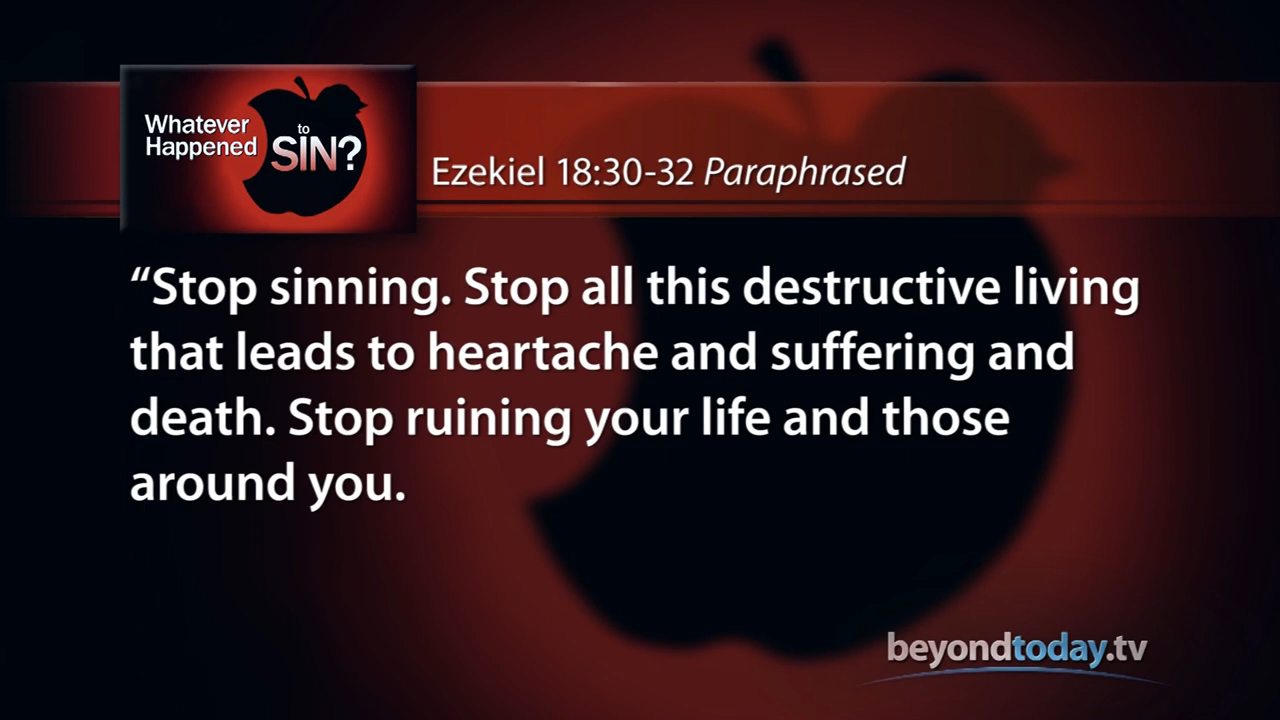 Whatever
Happened
to
SIN?
Ezekiel 18:30-32 Paraphrased
“Stop sinning. Stop all this destructive living
that leads to heartache and suffering and
death. Stop ruining your life and those
around you.
beyondtoday.tv